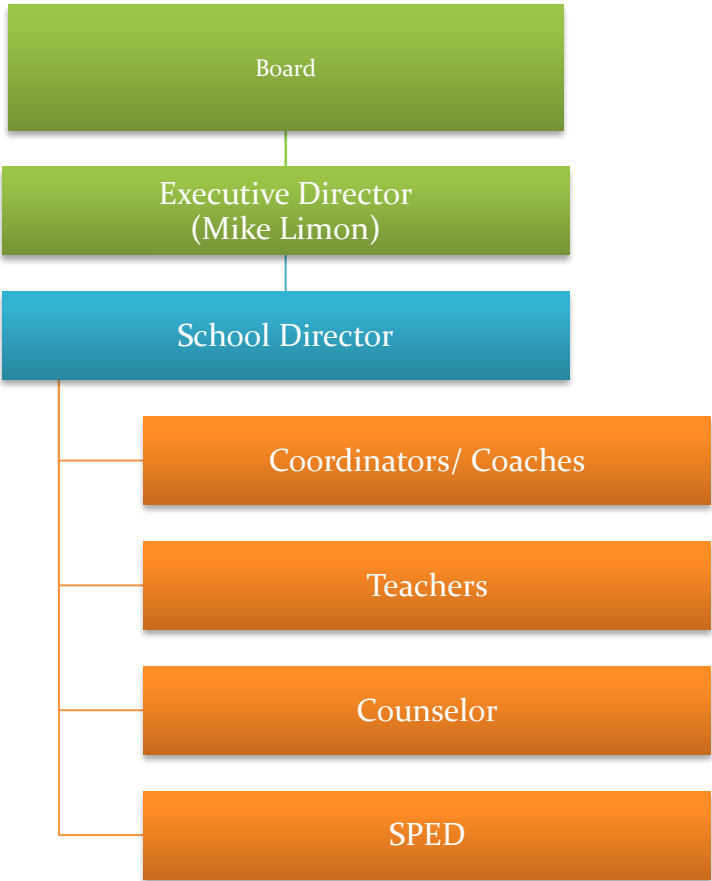 Board
Executive Director
(Mike Limon)
School Director
Coordinators/ Coaches
Teachers
Counselor
SPED